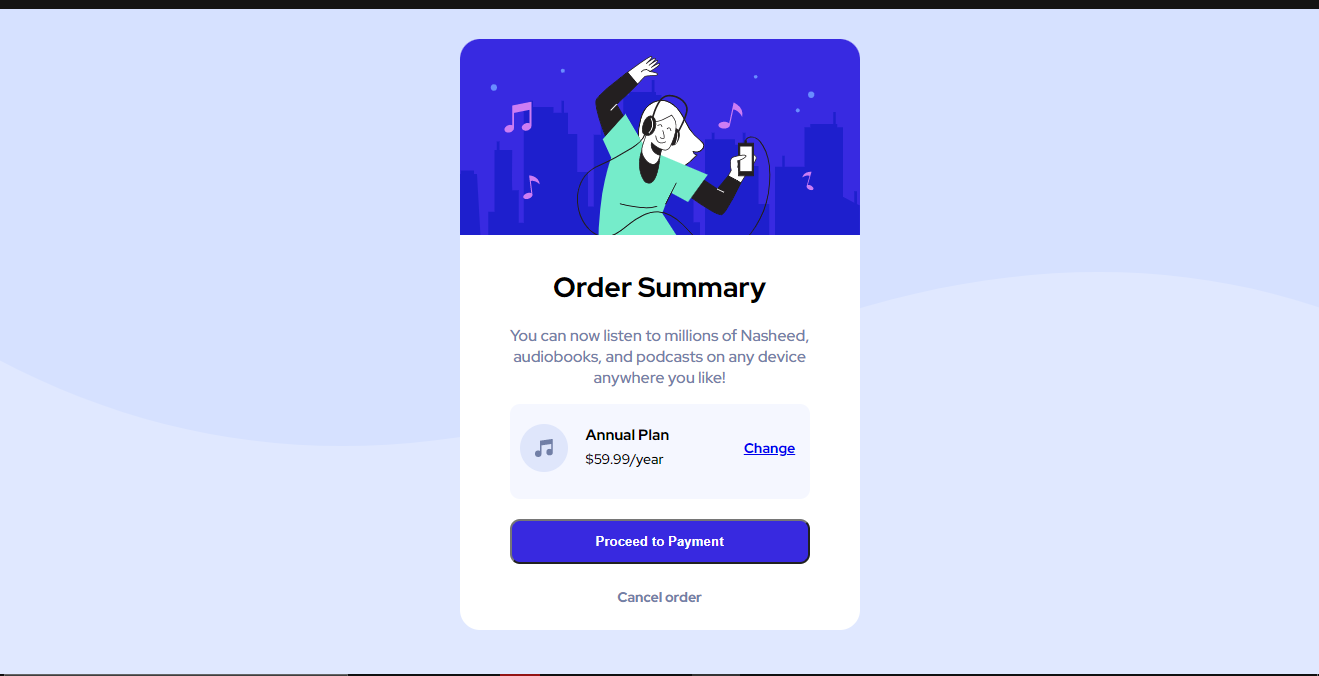 Order Summary
You can now listen to millions of Nasheed,
audiobooks, and podcasts on any device
anywhere you like!
Annual Plan
$59.99/year
Change
Proceed to Payment
Cancel order